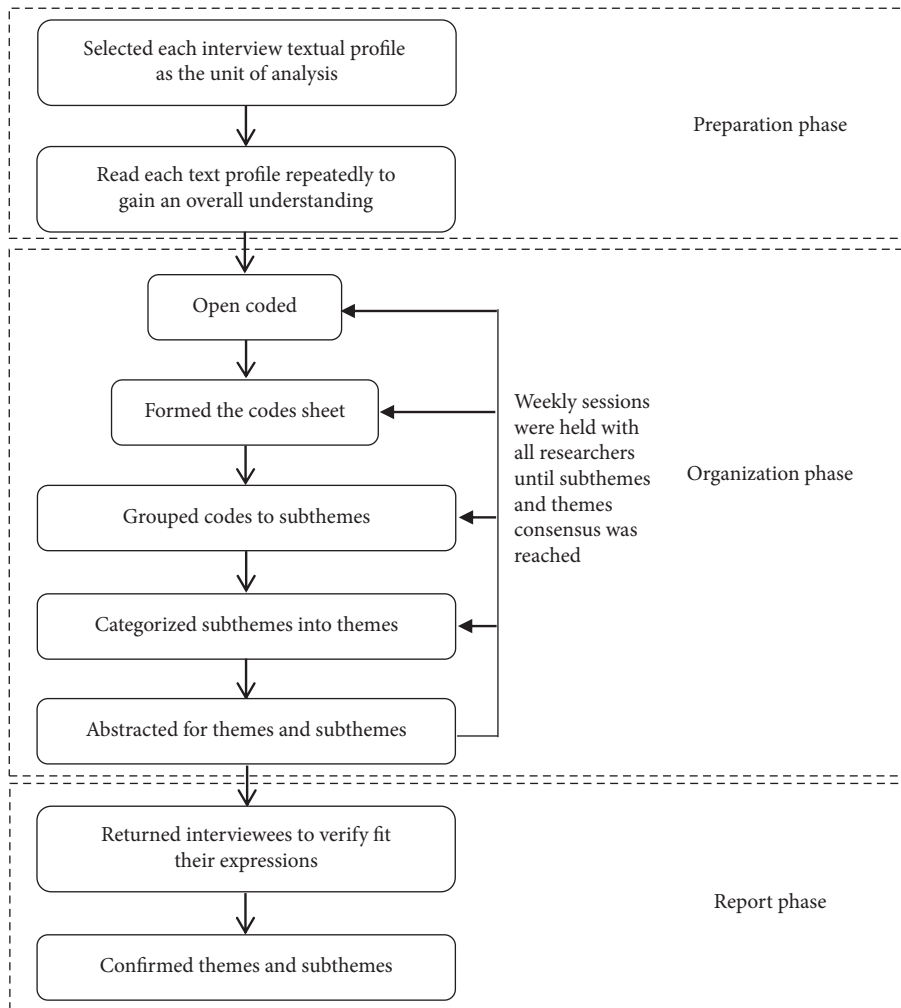 Selected each interview textual profile
as the unit of analysis
Preparation phase
Read each text profile repeatedly to
gain an overall understanding
Open coded
Formed the codes sheet
Weekly sessions
were held with
all researchers
until subthemes
and themes
consensus was
reached
Organization phase
Grouped codes to subthemes
Categorized subthemes into themes
Abstracted for themes and subthemes
Returned interviewees to verify fit
their expressions
Report phase
Confirmed themes and subthemes